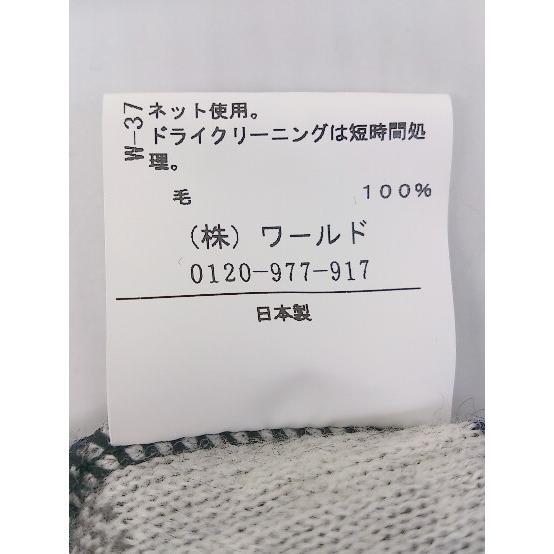 W-37
ネット使用。
ドライクリーニングは短時間処
理。
毛 100%
(株) ワールド
0120-977-917
日本製